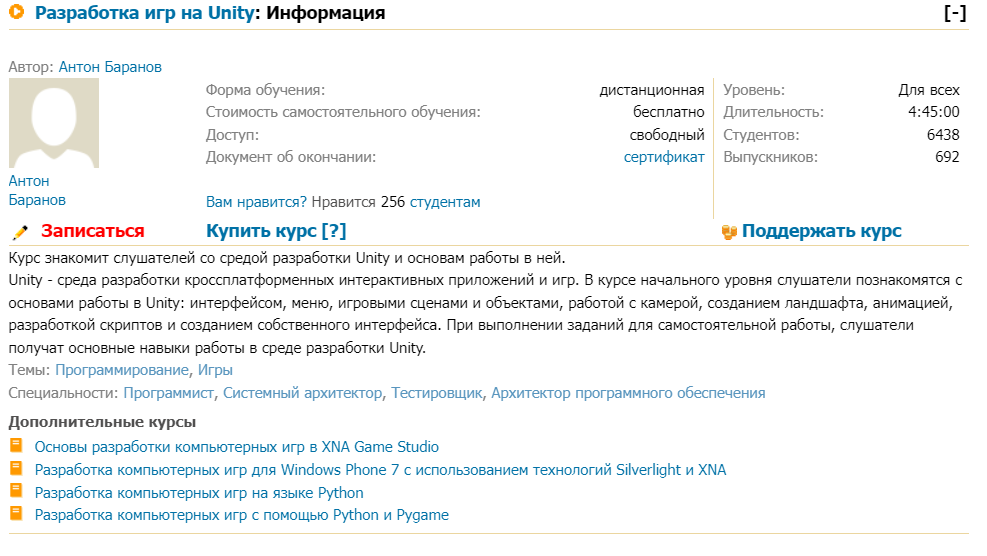 Разработка игр на Unity: Информация [-]
Автор: Антон Баранов
Антон
Баранов
Форма обучения: дистанционная
Стоимость самостоятельного обучения: бесплатно
Доступ: свободный
Документ об окончании: сертификат
Вам нравится? Нравится 256 студентам
Уровень: Для всех
Длительность: 4:45:00
Студентов: 6438
Выпускников: 692
Записаться Купить курс [?] Поддержать курс
Курс знакомит слушателей со средой разработки Unity и основам работы в ней.
Unity - среда разработки кроссплатформенных интерактивных приложений и игр. В курсе начального уровня слушатели познакомятся с
основами работы в Unity: интерфейсом, меню, игровыми сценами и объектами, работой с камерой, созданием ландшафта, анимацией,
разработкой скриптов и созданием собственного интерфейса. При выполнении заданий для самостоятельной работы, слушатели
получат основные навыки работы в среде разработки Unity.
Темы: Программирование, Игры
Специальности: Программист, Системный архитектор, Тестировщик, Архитектор программного обеспечения
Дополнительные курсы
Основы разработки компьютерных игр в XNA Game Studio
Разработка компьютерных игр для Windows Phone 7 с использованием технологий Silverlight и XNA
Разработка компьютерных игр на языке Python
Разработка компьютерных игр с помощью Python и Pygame